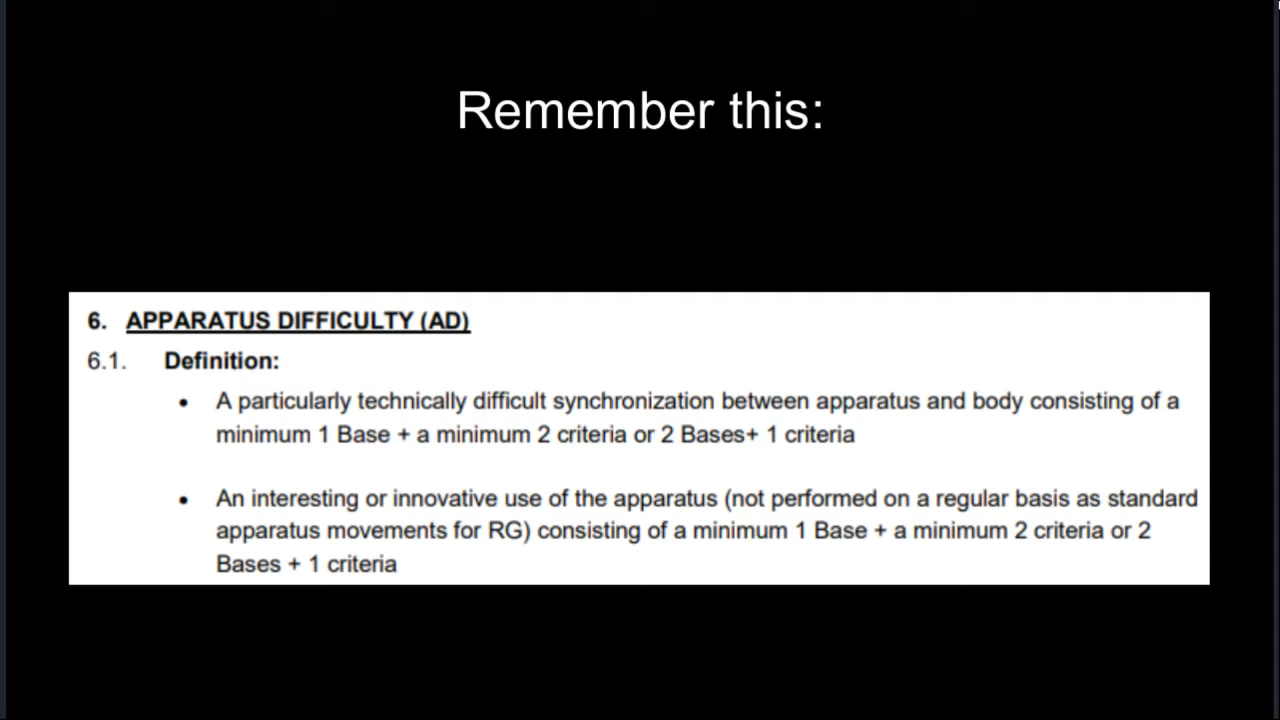 Remember this:
6. APPARATUS DIFFICULTY (AD)
6.1. Definition:
• A particularly technically difficult synchronization between apparatus and body consisting of a
minimum 1 Base + a minimum 2 criteria or 2 Bases+ 1 criteria
• An interesting or innovative use of the apparatus (not performed on a regular basis as standard
apparatus movements for RG) consisting of a minimum 1 Base + a minimum 2 criteria or 2
Bases + 1 criteria